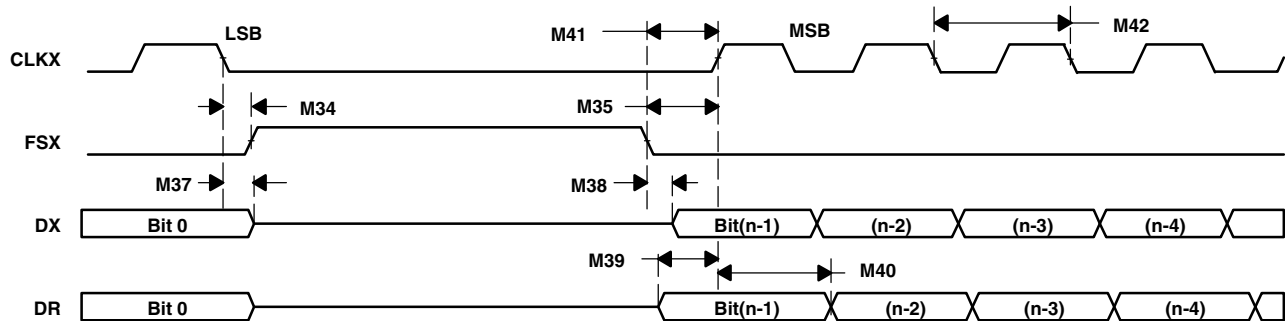 LSB
M41
MSB
M42
CLKX
M34
M35
FSX
M37
M38
DX
Bit 0
Bit(n-1)
(n-2)
(n-3)
(n-4)
M39
M40
DR
Bit 0
Bit(n-1)
(n-2)
(n-3)
(n-4)